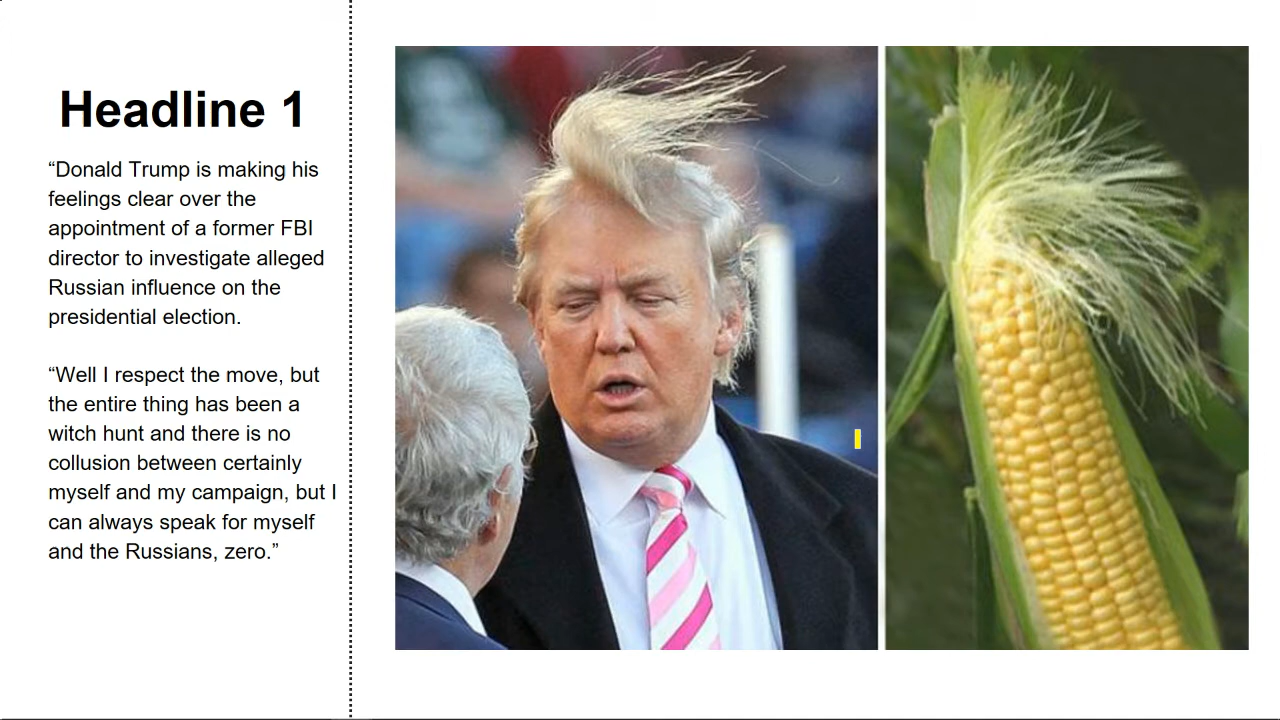 Headline 1
“Donald Trump is making his
feelings clear over the
appointment of a former FBI
director to investigate alleged
Russian influence on the
presidential election.
“Well I respect the move, but
the entire thing has been a
witch hunt and there is no
collusion between certainly
myself and my campaign, but I
can always speak for myself
and the Russians, zero.”